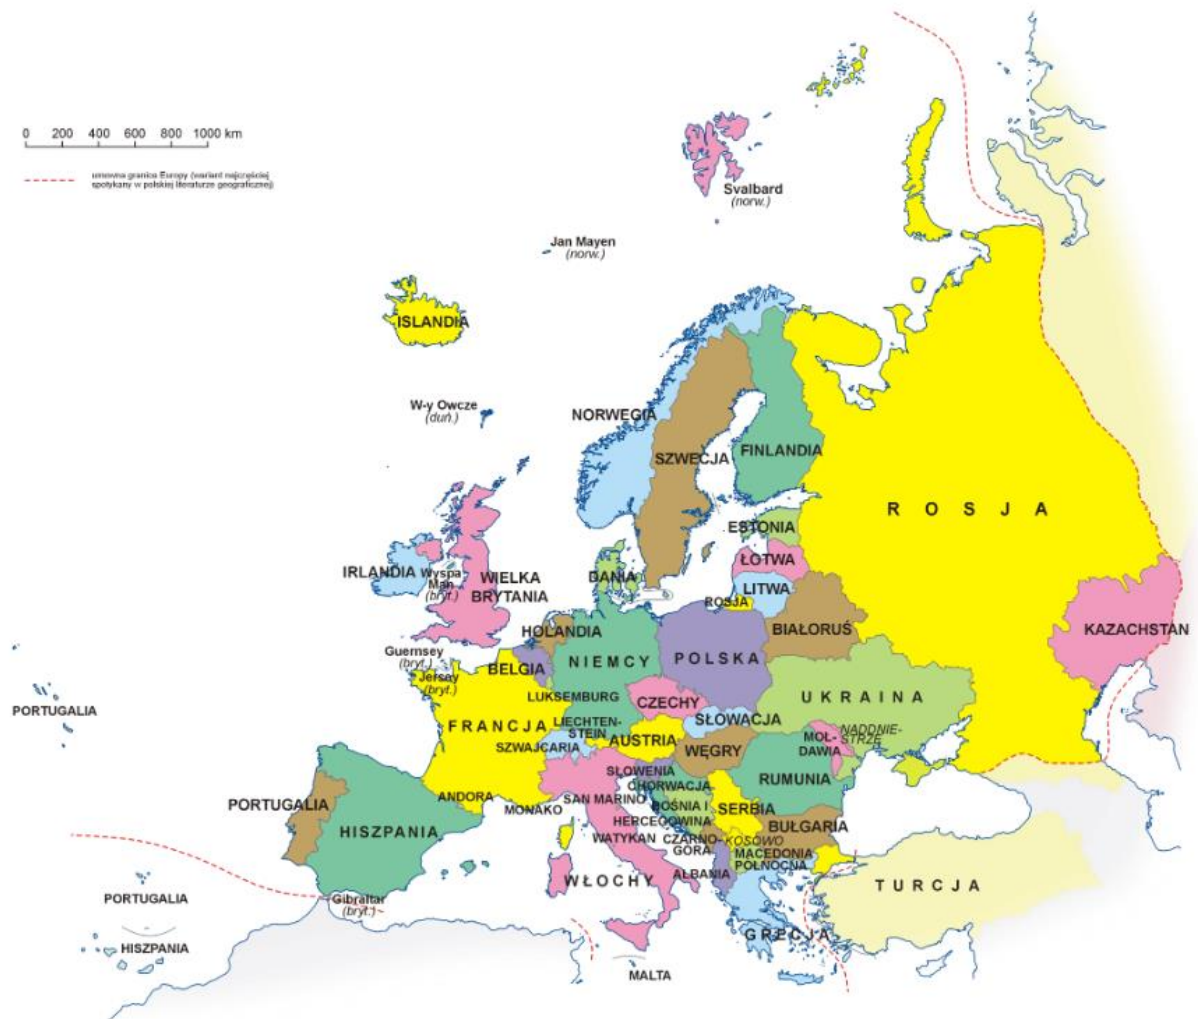 0 200 400 600 800 1000 km
umowna granica Europy (wariant najczęściej
spotykany w polskiej literaturze geograficznej)
Svalbard
(norw.)
Jan Mayen
(norw.)
ISLANDIA
W-y Owcze
(duń.)
NORWEGIA
SZWECJA
FINLANDIA
R O S J A
ESTONIA
ŁOTWA
LITWA
ROSJA
IRLANDIA
Wyspa
Man
(bryt.)
WIELKA
BRYTANIA
DANIA
HOLANDIA
BIAŁORUŚ
KAZACHSTAN
Guernsey
(bryt.)
Jersey
(bryt.)
BELGIA
NIEMCY
POLSKA
LUKSEMBURG
CZECHY
UKRAINA
PORTUGALIA
FRANCJA
LIECHTEN-
STEIN
SZWAJCARIA
AUSTRIA
SŁOWACJA
WĘGRY
MOŁ-
DAWIA
NADDNIE-
STRZE
SŁOWENIA
CHORWACJA
RUMUNIA
ANDORA
MONAKO
SAN MARINO
BOŚNIA I
HERCEGOWINA
SERBIA
PORTUGALIA
HISZPANIA
WATYKAN
CZARNO-
GÓRA
KOSOWO
BUŁGARIA
MACEDONIA
PÓŁNOCNA
ALBANIA
WŁOCHY
TURCJA
PORTUGALIA
Gibraltar
(bryt.)
HISZPANIA
GRECJA
MALTA